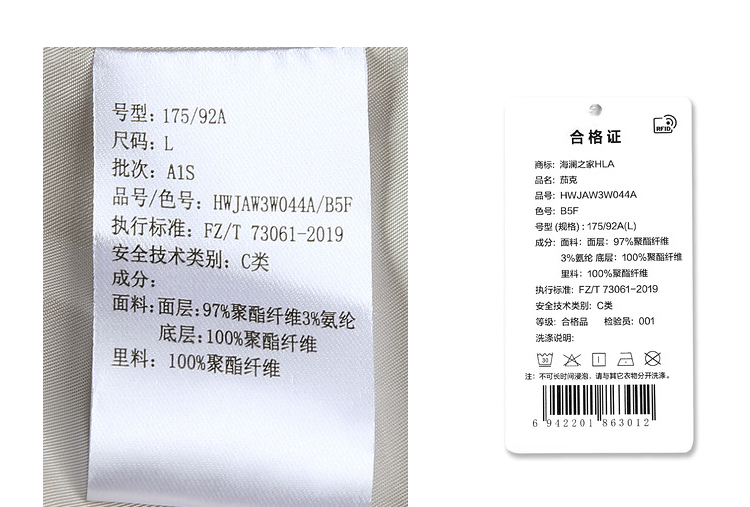 号型: 175/92A
尺码: L
批次: A1S
品号/色号: HWJAW3W044A/B5F
执行标准: FZ/T 73061-2019
安全技术类别: C类
成分:
面料:面层:97%聚酯纤维3%氨纶
底层:100%聚酯纤维
里料: 100%聚酯纤维
RFID
合格证
商标: 海澜之家HLA
品名: 茄克
品号: HWJAW3W044A
色号: B5F
号型 (规格) : 175/92A(L)
成分: 面料: 面层: 97%聚酯纤维
3%氨纶 底层: 100%聚酯纤维
里料: 100%聚酯纤维
执行标准: FZ/T 73061-2019
安全技术类别: C类
等级: 合格品 检验员: 001
洗涤说明:
30
注: 不可长时间浸泡, 请与其它衣物分开洗涤.
6 942201 863012